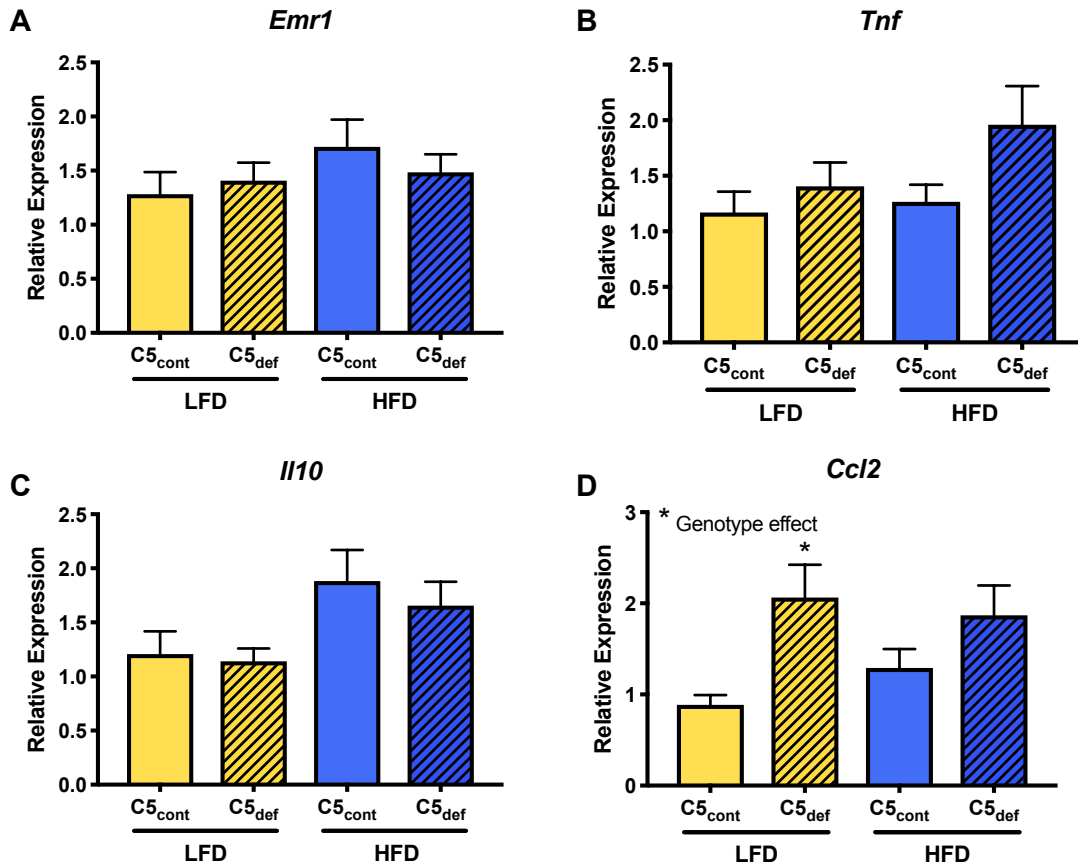 A
Emr1
Relative Expression
2.5
2.0
1.5
1.0
0.5
0.0
C5cont C5def C5cont C5def
LFD HFD
B
Tnf
Relative Expression
2.5
2.0
1.5
1.0
0.5
0.0
C5cont C5def C5cont C5def
LFD HFD
C
Il10
Relative Expression
2.5
2.0
1.5
1.0
0.5
0.0
C5cont C5def C5cont C5def
LFD HFD
D
Ccl2
Relative Expression
3
2
1
0
* Genotype effect
*
C5cont C5def C5cont C5def
LFD HFD